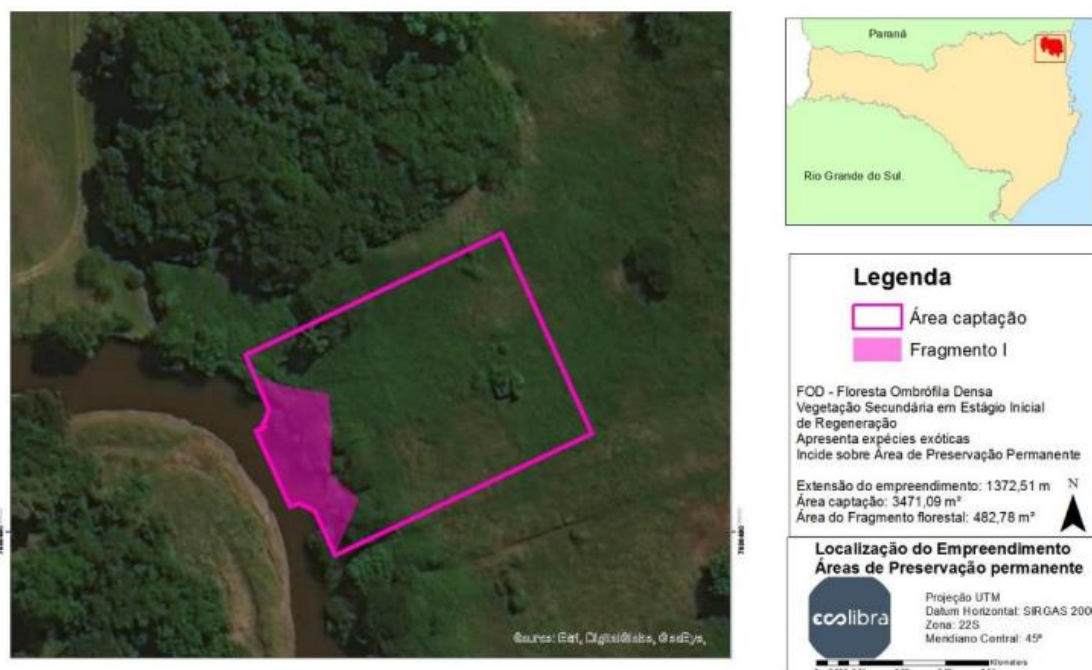 Paraná
Rio Grande do Sul.
Legenda
Área captação
Fragmento I
FOD - Floresta Ombrófila Densa
Vegetação Secundária em Estágio Inicial
de Regeneração
Apresenta expécies exóticas
Incide sobre Área de Preservação Permanente
Extensão do empreendimento: 1372,51 m
N
Área captação: 3471,09 m²
Área do Fragmento florestal: 482,78 m²
Localização do Empreendimento
Áreas de Preservação permanente
ecolibra
Projeção UTM
Datum Horizontal: SIRGAS 200
Zona: 22S
Meridiano Central: 45º
Kilometers
Source: Esri, DigitalGlobe, GeoEye,